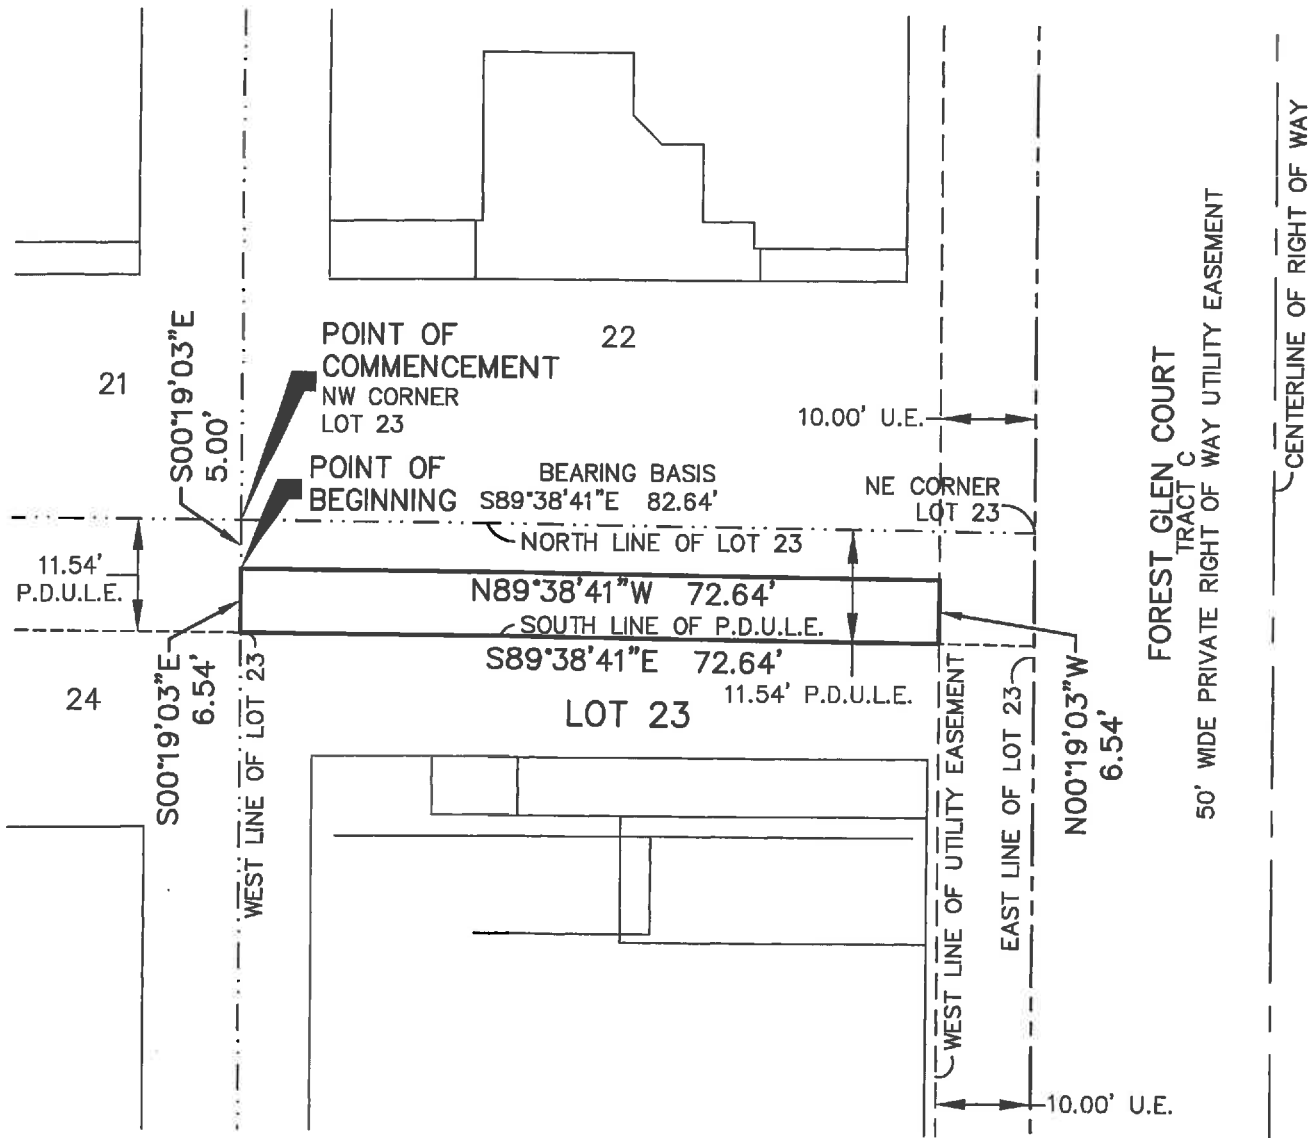 22
21
S00°19'03"E
5.00'
POINT OF
COMMENCEMENT
NW CORNER
LOT 23
POINT OF
BEGINNING
BEARING BASIS
S89°38'41"E 82.64'
10.00' U.E.
NE CORNER
LOT 23
NORTH LINE OF LOT 23
11.54'
P.D.U.L.E.
N89°38'41"W 72.64'
SOUTH LINE OF P.D.U.L.E.
S89°38'41"E 72.64'
11.54' P.D.U.L.E.
24
S00°19'03"E
6.54'
WEST LINE OF LOT 23
LOT 23
WEST LINE OF UTILITY EASEMENT
EAST LINE OF LOT 23
N00°19'03"W
6.54'
FOREST GLEN COURT
TRACT C
50' WIDE PRIVATE RIGHT OF WAY UTILITY EASEMENT
CENTERLINE OF RIGHT OF WAY
10.00' U.E.